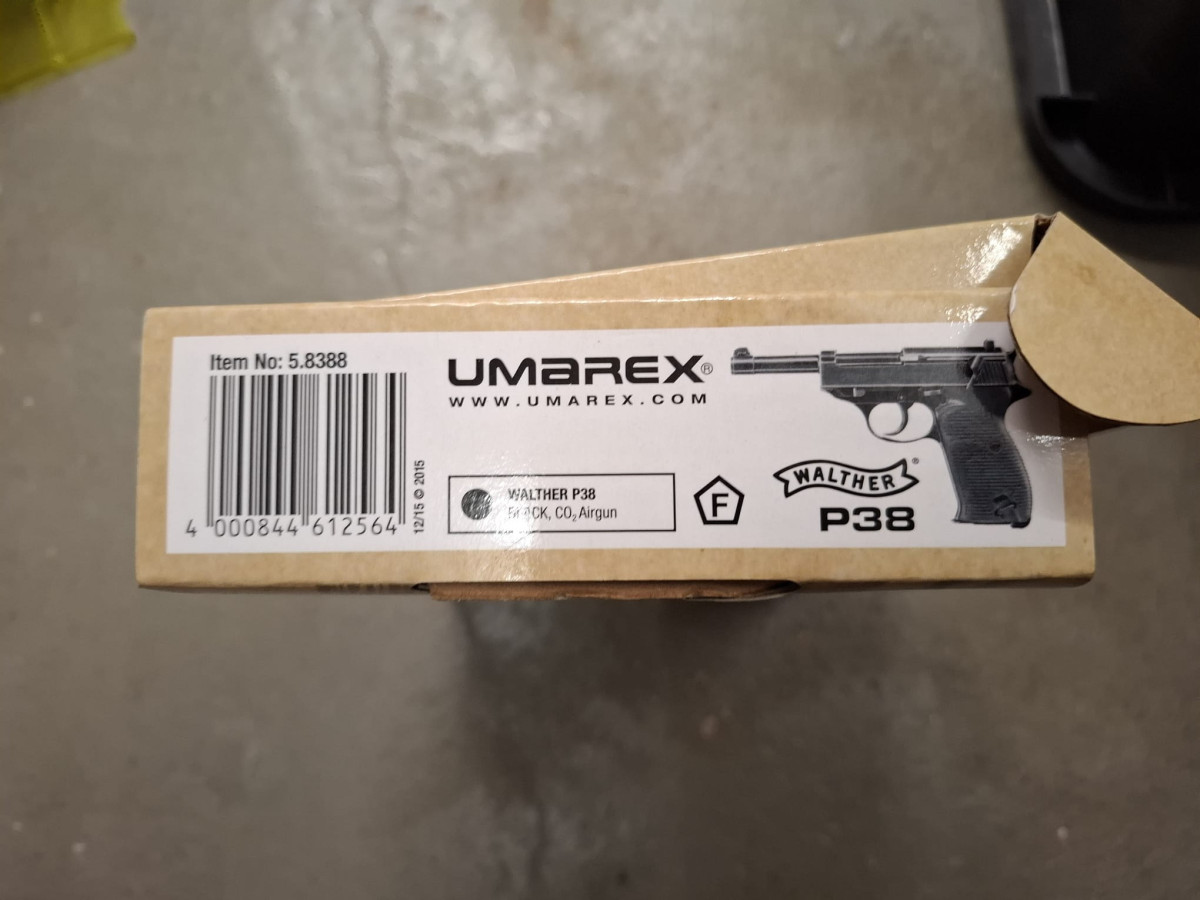 Item No: 5.8388
4 000844 612564
12/15 © 2015
UMAREX®
WWW.UMAREX.COM
WALTHER P38
BLACK, CO₂ Airgun
F
WALTHER®
P38